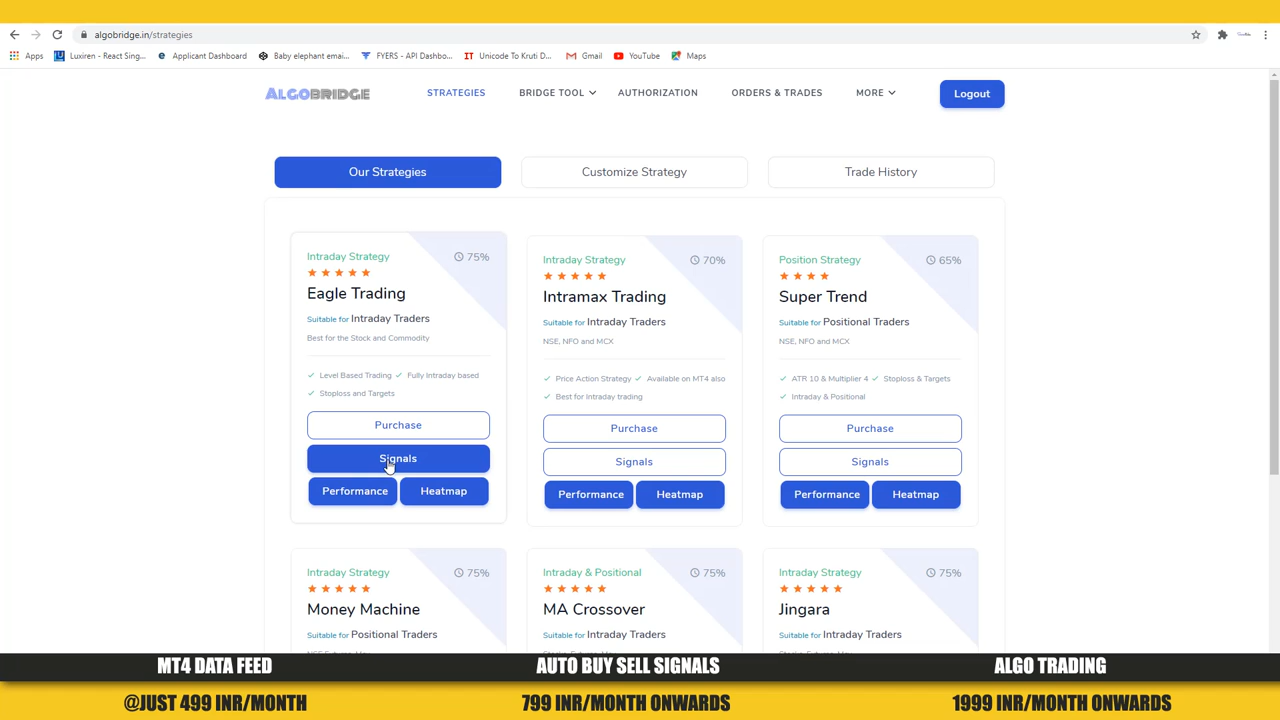 algobridge.in/strategies
Apps
Luxiren - React Sing...
Applicant Dashboard
Baby elephant emai...
FYERS - API Dashbo...
Unicode To Kruti D...
Gmail
YouTube
Maps
ALGOBRIDGE
STRATEGIES
BRIDGE TOOL
AUTHORIZATION
ORDERS & TRADES
MORE
Logout
Our Strategies
Customize Strategy
Trade History
Intraday Strategy
75%
Eagle Trading
Suitable for Intraday Traders
Best for the Stock and Commodity
Level Based Trading
Fully Intraday based
Stoploss and Targets
Purchase
Signals
Performance
Heatmap
Intraday Strategy
70%
Intramax Trading
Suitable for Intraday Traders
NSE, NFO and MCX
Price Action Strategy
Available on MT4 also
Best for Intraday trading
Purchase
Signals
Performance
Heatmap
Position Strategy
65%
Super Trend
Suitable for Positional Traders
NSE, NFO and MCX
ATR 10 & Multiplier 4
Stoploss & Targets
Intraday & Positional
Purchase
Signals
Performance
Heatmap
Intraday Strategy
75%
Money Machine
Suitable for Positional Traders
Intraday & Positional
75%
MA Crossover
Suitable for Intraday Traders
Intraday Strategy
75%
Jingara
Suitable for Intraday Traders
MT4 DATA FEED
AUTO BUY SELL SIGNALS
ALGO TRADING
@JUST 499 INR/MONTH
799 INR/MONTH ONWARDS
1999 INR/MONTH ONWARDS